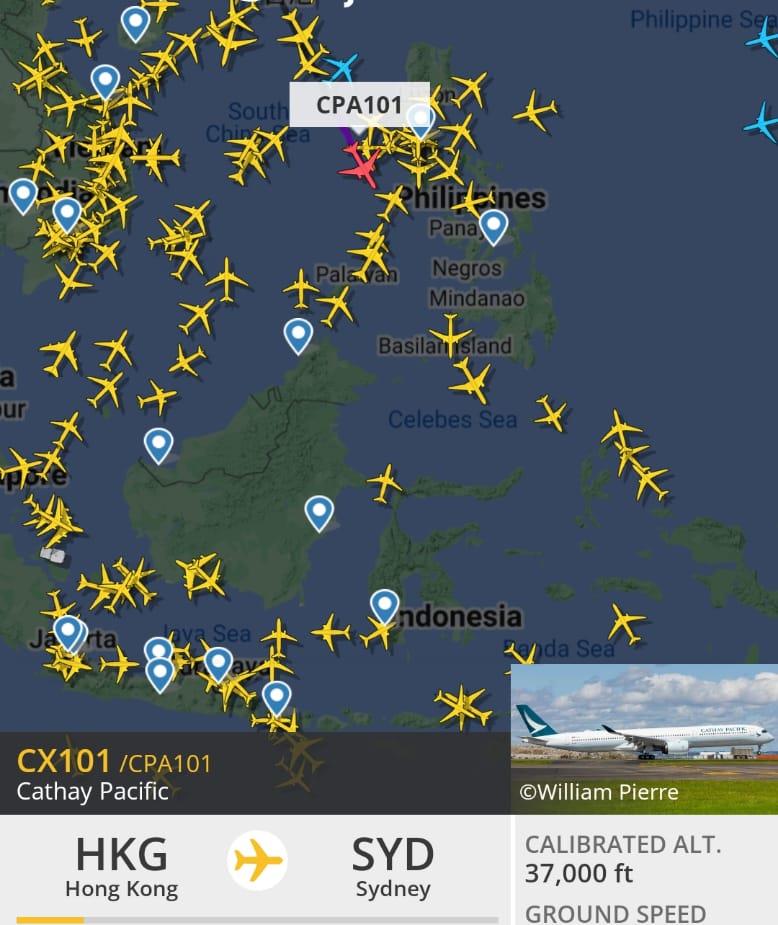 Philippine Sea
CPA101
South
China Sea
Philippines
Panay
Palawan
Negros
Mindanao
Basilan Island
Celebes Sea
Indonesia
Java Sea
Banda Sea
CX101 /CPA101
Cathay Pacific
©William Pierre
CATHAY PACIFIC
HKG
Hong Kong
SYD
Sydney
CALIBRATED ALT.
37,000 ft
GROUND SPEED